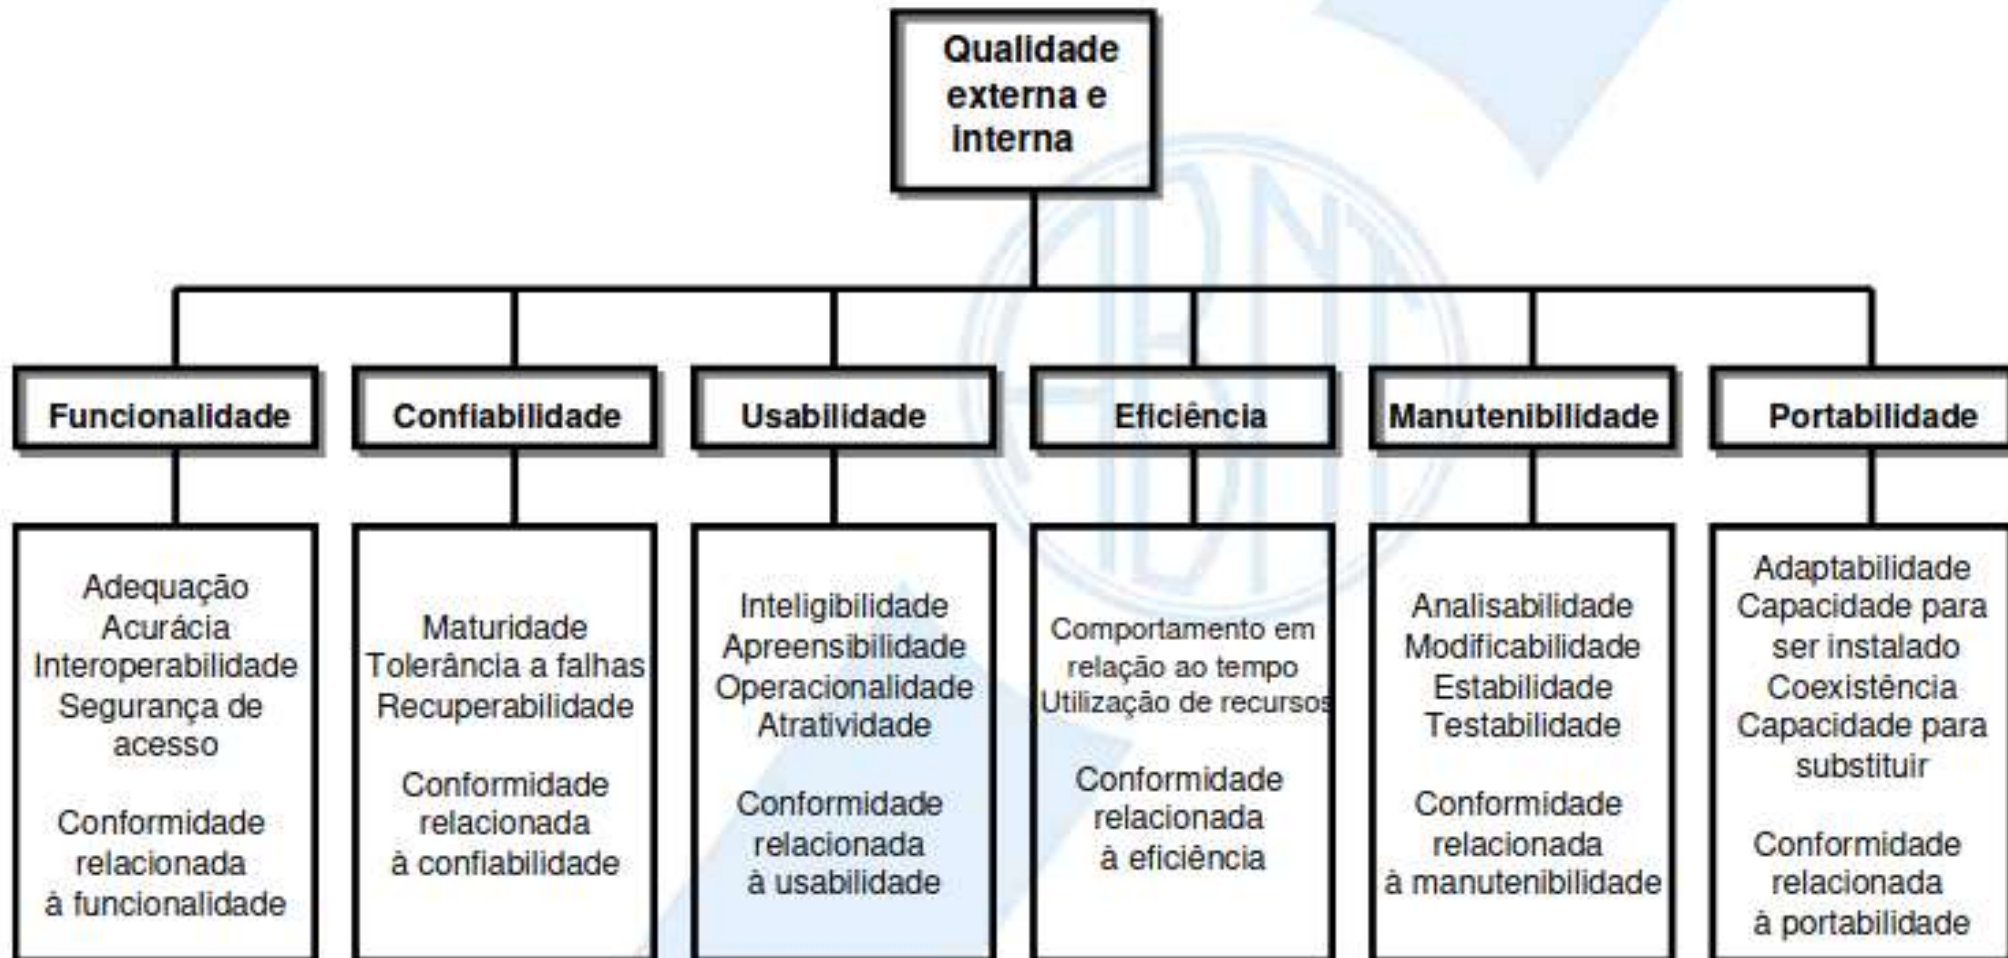 Qualidade
externa e
interna
Funcionalidade
Confiabilidade
Usabilidade
Eficiência
Manutenibilidade
Portabilidade
Adequação
Acurácia
Interoperabilidade
Segurança de
acesso
Conformidade
relacionada
à funcionalidade
Maturidade
Tolerância a falhas
Recuperabilidade
Conformidade
relacionada
à confiabilidade
Inteligibilidade
Apreensibilidade
Operacionalidade
Atratividade
Conformidade
relacionada
à usabilidade
Comportamento em
relação ao tempo
Utilização de recursos
Conformidade
relacionada
à eficiência
Analisabilidade
Modificabilidade
Estabilidade
Testabilidade
Conformidade
relacionada
à manutenibilidade
Adaptabilidade
Capacidade para
ser instalado
Coexistência
Capacidade para
substituir
Conformidade
relacionada
à portabilidade
ABNT